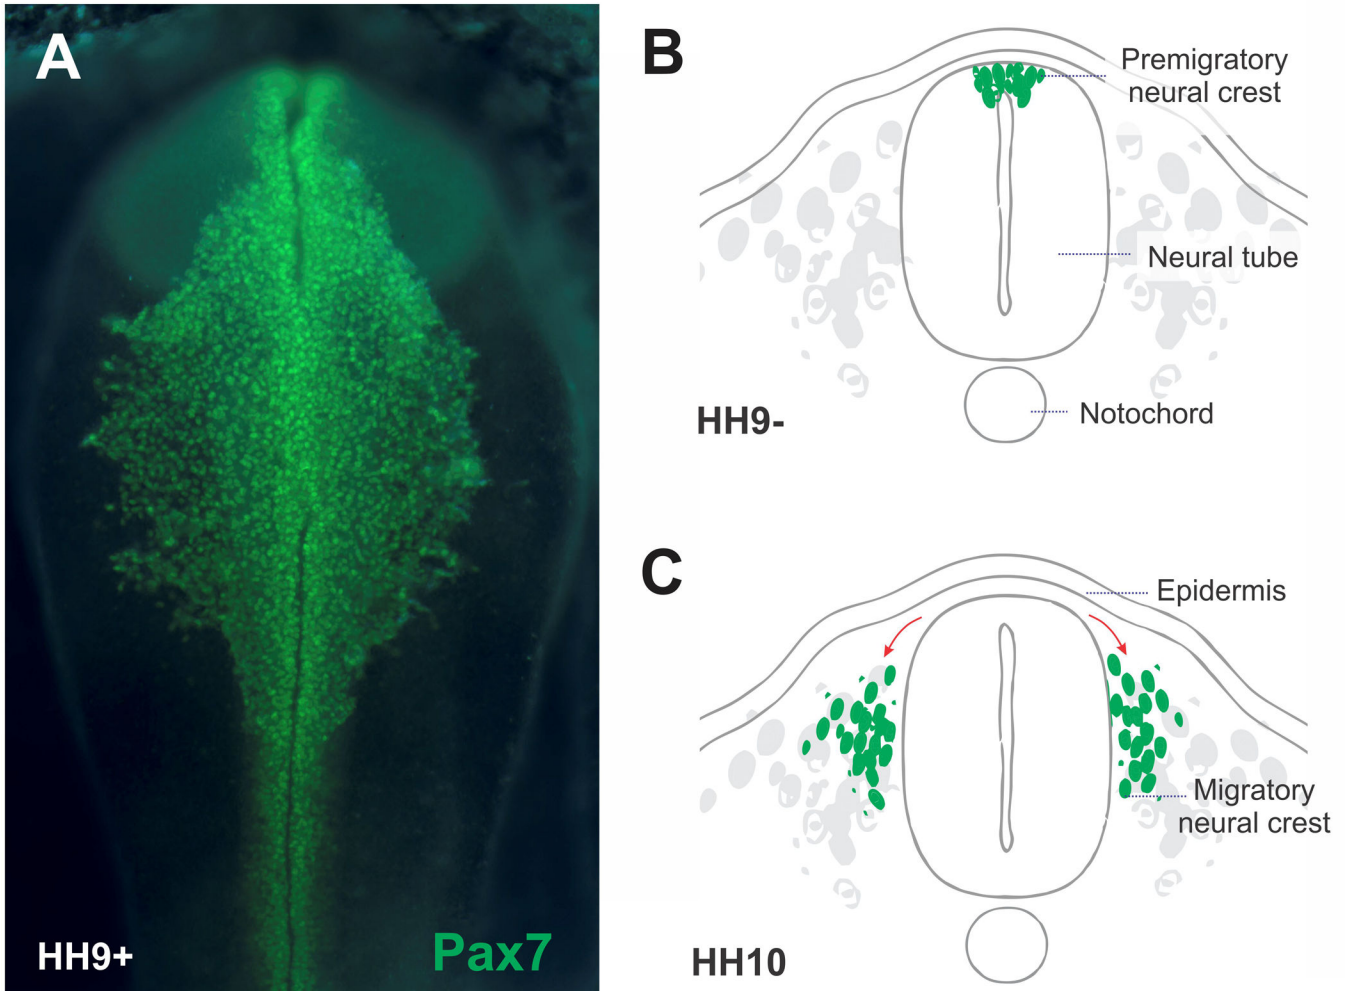 A
HH9+
Pax7
B
Premigratory
neural crest
Neural tube
Notochord
HH9-
C
Epidermis
Migratory
neural crest
HH10